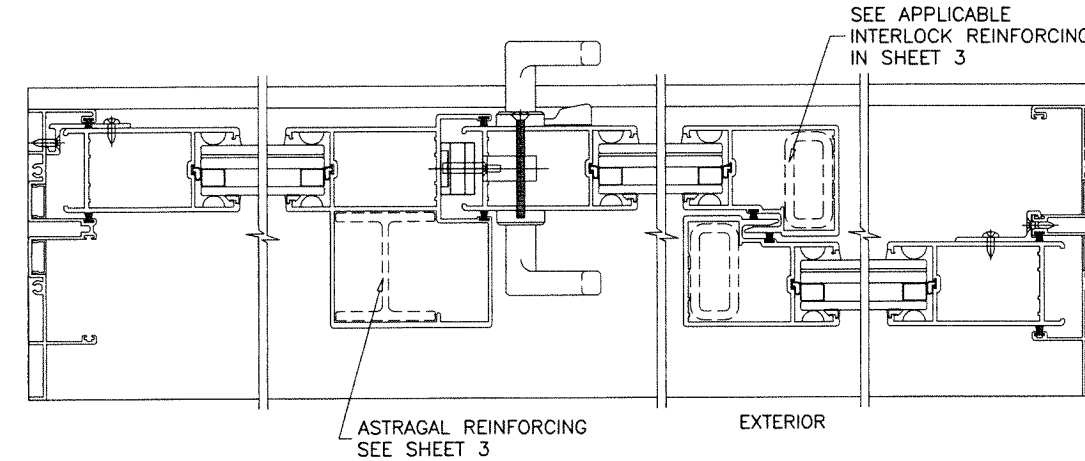 SEE APPLICABLE
INTERLOCK REINFORCING
IN SHEET 3
ASTRAGAL REINFORCING
SEE SHEET 3
EXTERIOR